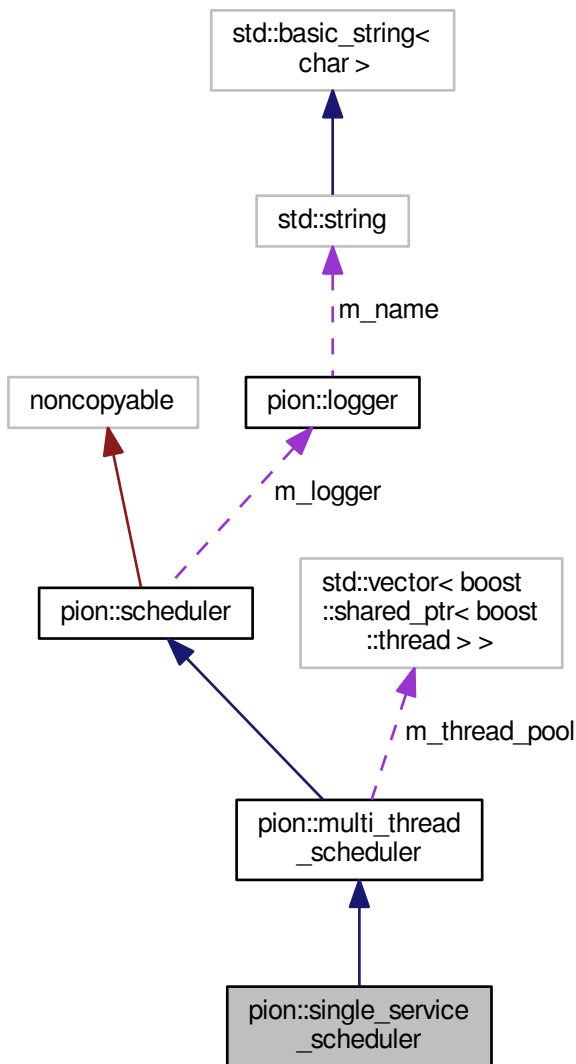 std::basic_string<
char >
std::string
m_name
noncopyable
pion::logger
m_logger
pion::scheduler
std::vector< boost
::shared_ptr< boost
::thread > >
m_thread_pool
pion::multi_thread
_scheduler
pion::single_service
_scheduler